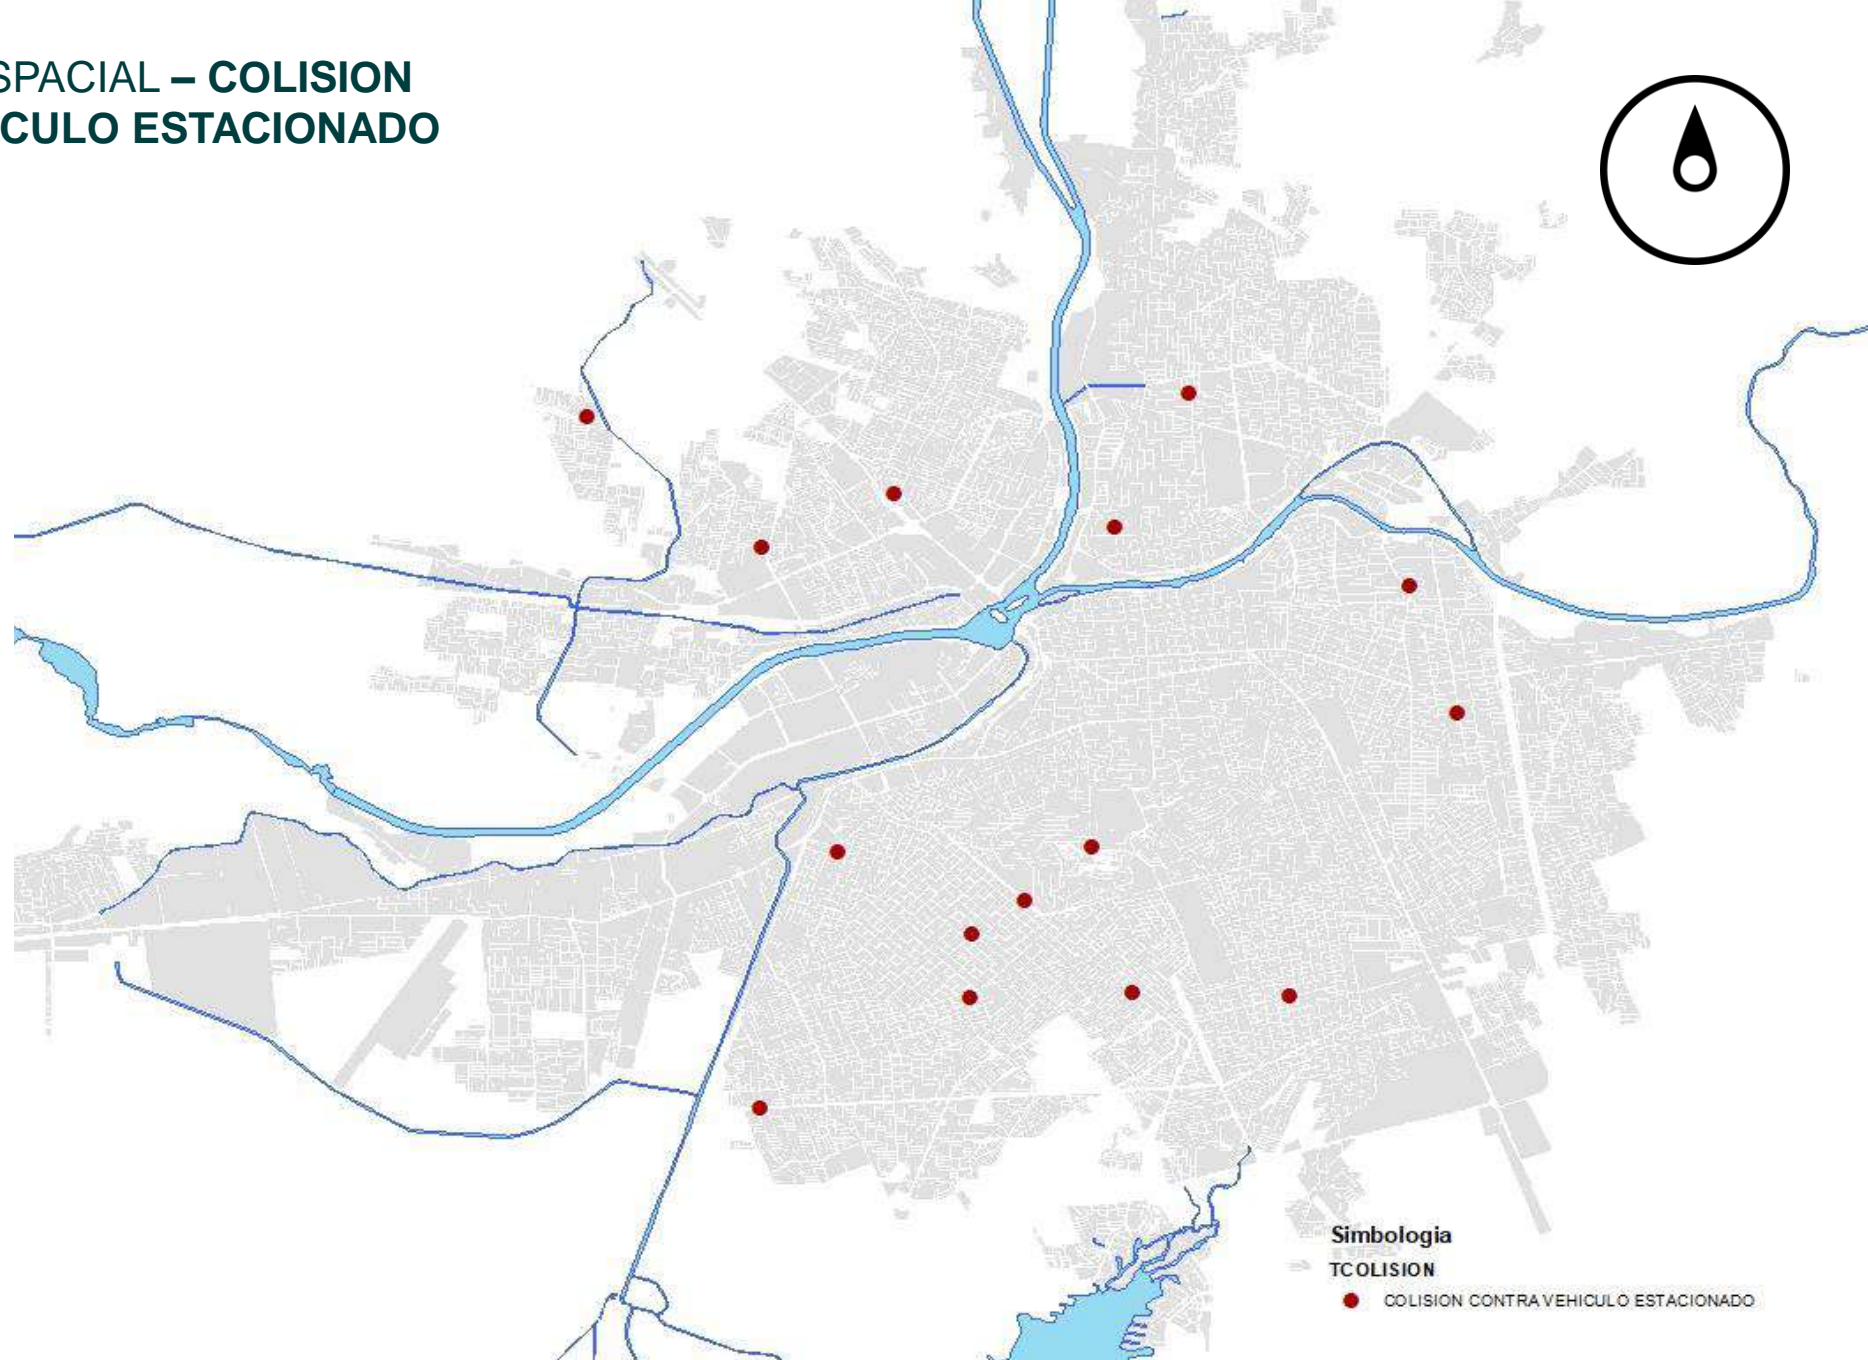 SPACIAL – COLISION
CULO ESTACIONADO
Simbologia
TCOLISION
COLISION CONTRA VEHICULO ESTACIONADO